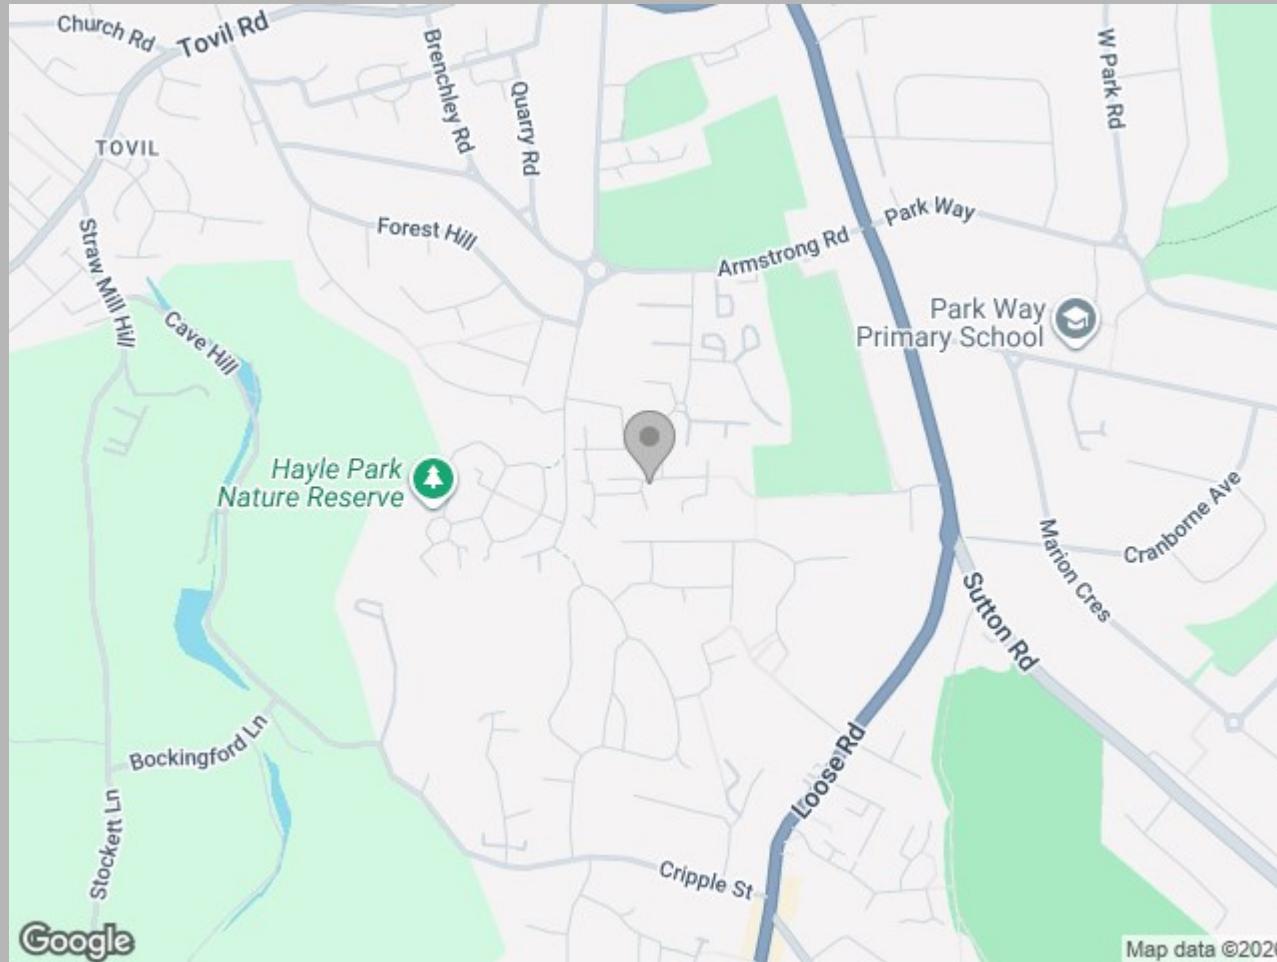 Church Rd
Tovil Rd
Brenchley Rd
Quarry Rd
W Park Rd
TOVIL
Straw Mill Hill
Forest Hill
Armstrong Rd
Park Way
Cave Hill
Park Way
Primary School
Hayle Park
Nature Reserve
Cranborne Ave
Marion Cres
Sutton Rd
Bockingford Ln
Loose Rd
Stockett Ln
Cripple St
Google
Map data ©2026